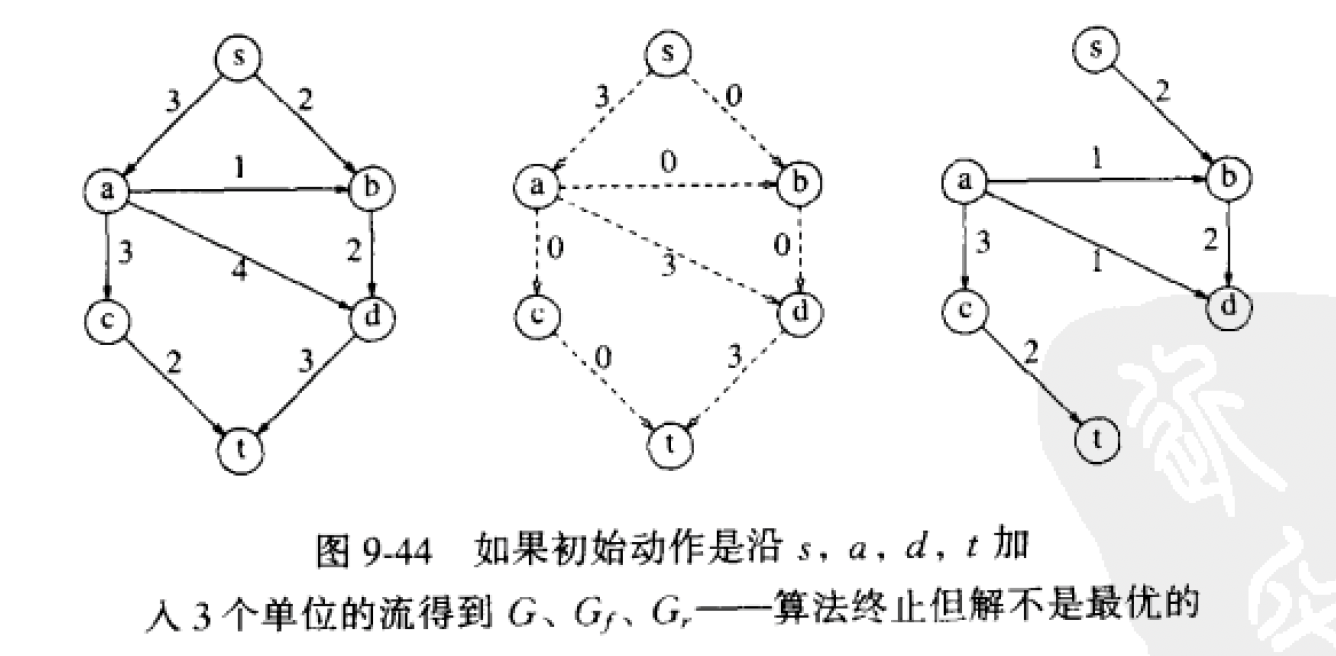 s s s
3 2 3 0 2
1 0 1
a b a b a b
3 4 2 0 3 0 3 1 2
c d c d c d
2 3 0 3 2
t t t
图 9-44 如果初始动作是沿 s，a，d，t 加
入 3 个单位的流得到 G、Gf、Gr——算法终止但解不是最优的